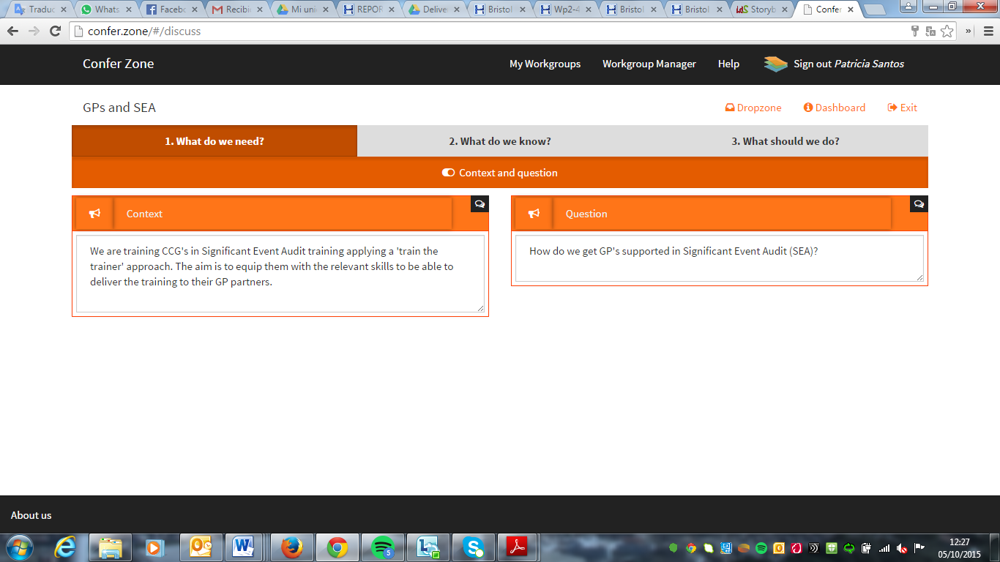 Traduc
Whats
Faceb
Recibi
Mi uni
REPOR
Deliver
Bristol
Wp2-4
Bristol
Bristol
Storyb
Confer
confer.zone/#/discuss
Confer Zone
My Workgroups
Workgroup Manager
Help
Sign out Patricia Santos
GPs and SEA
Dropzone
Dashboard
Exit
1. What do we need?
2. What do we know?
3. What should we do?
Context and question
Context
We are training CCG's in Significant Event Audit training applying a 'train the
trainer' approach. The aim is to equip them with the relevant skills to be able to
deliver the training to their GP partners.
Question
How do we get GP's supported in Significant Event Audit (SEA)?
About us
5
12:27
05/10/2015